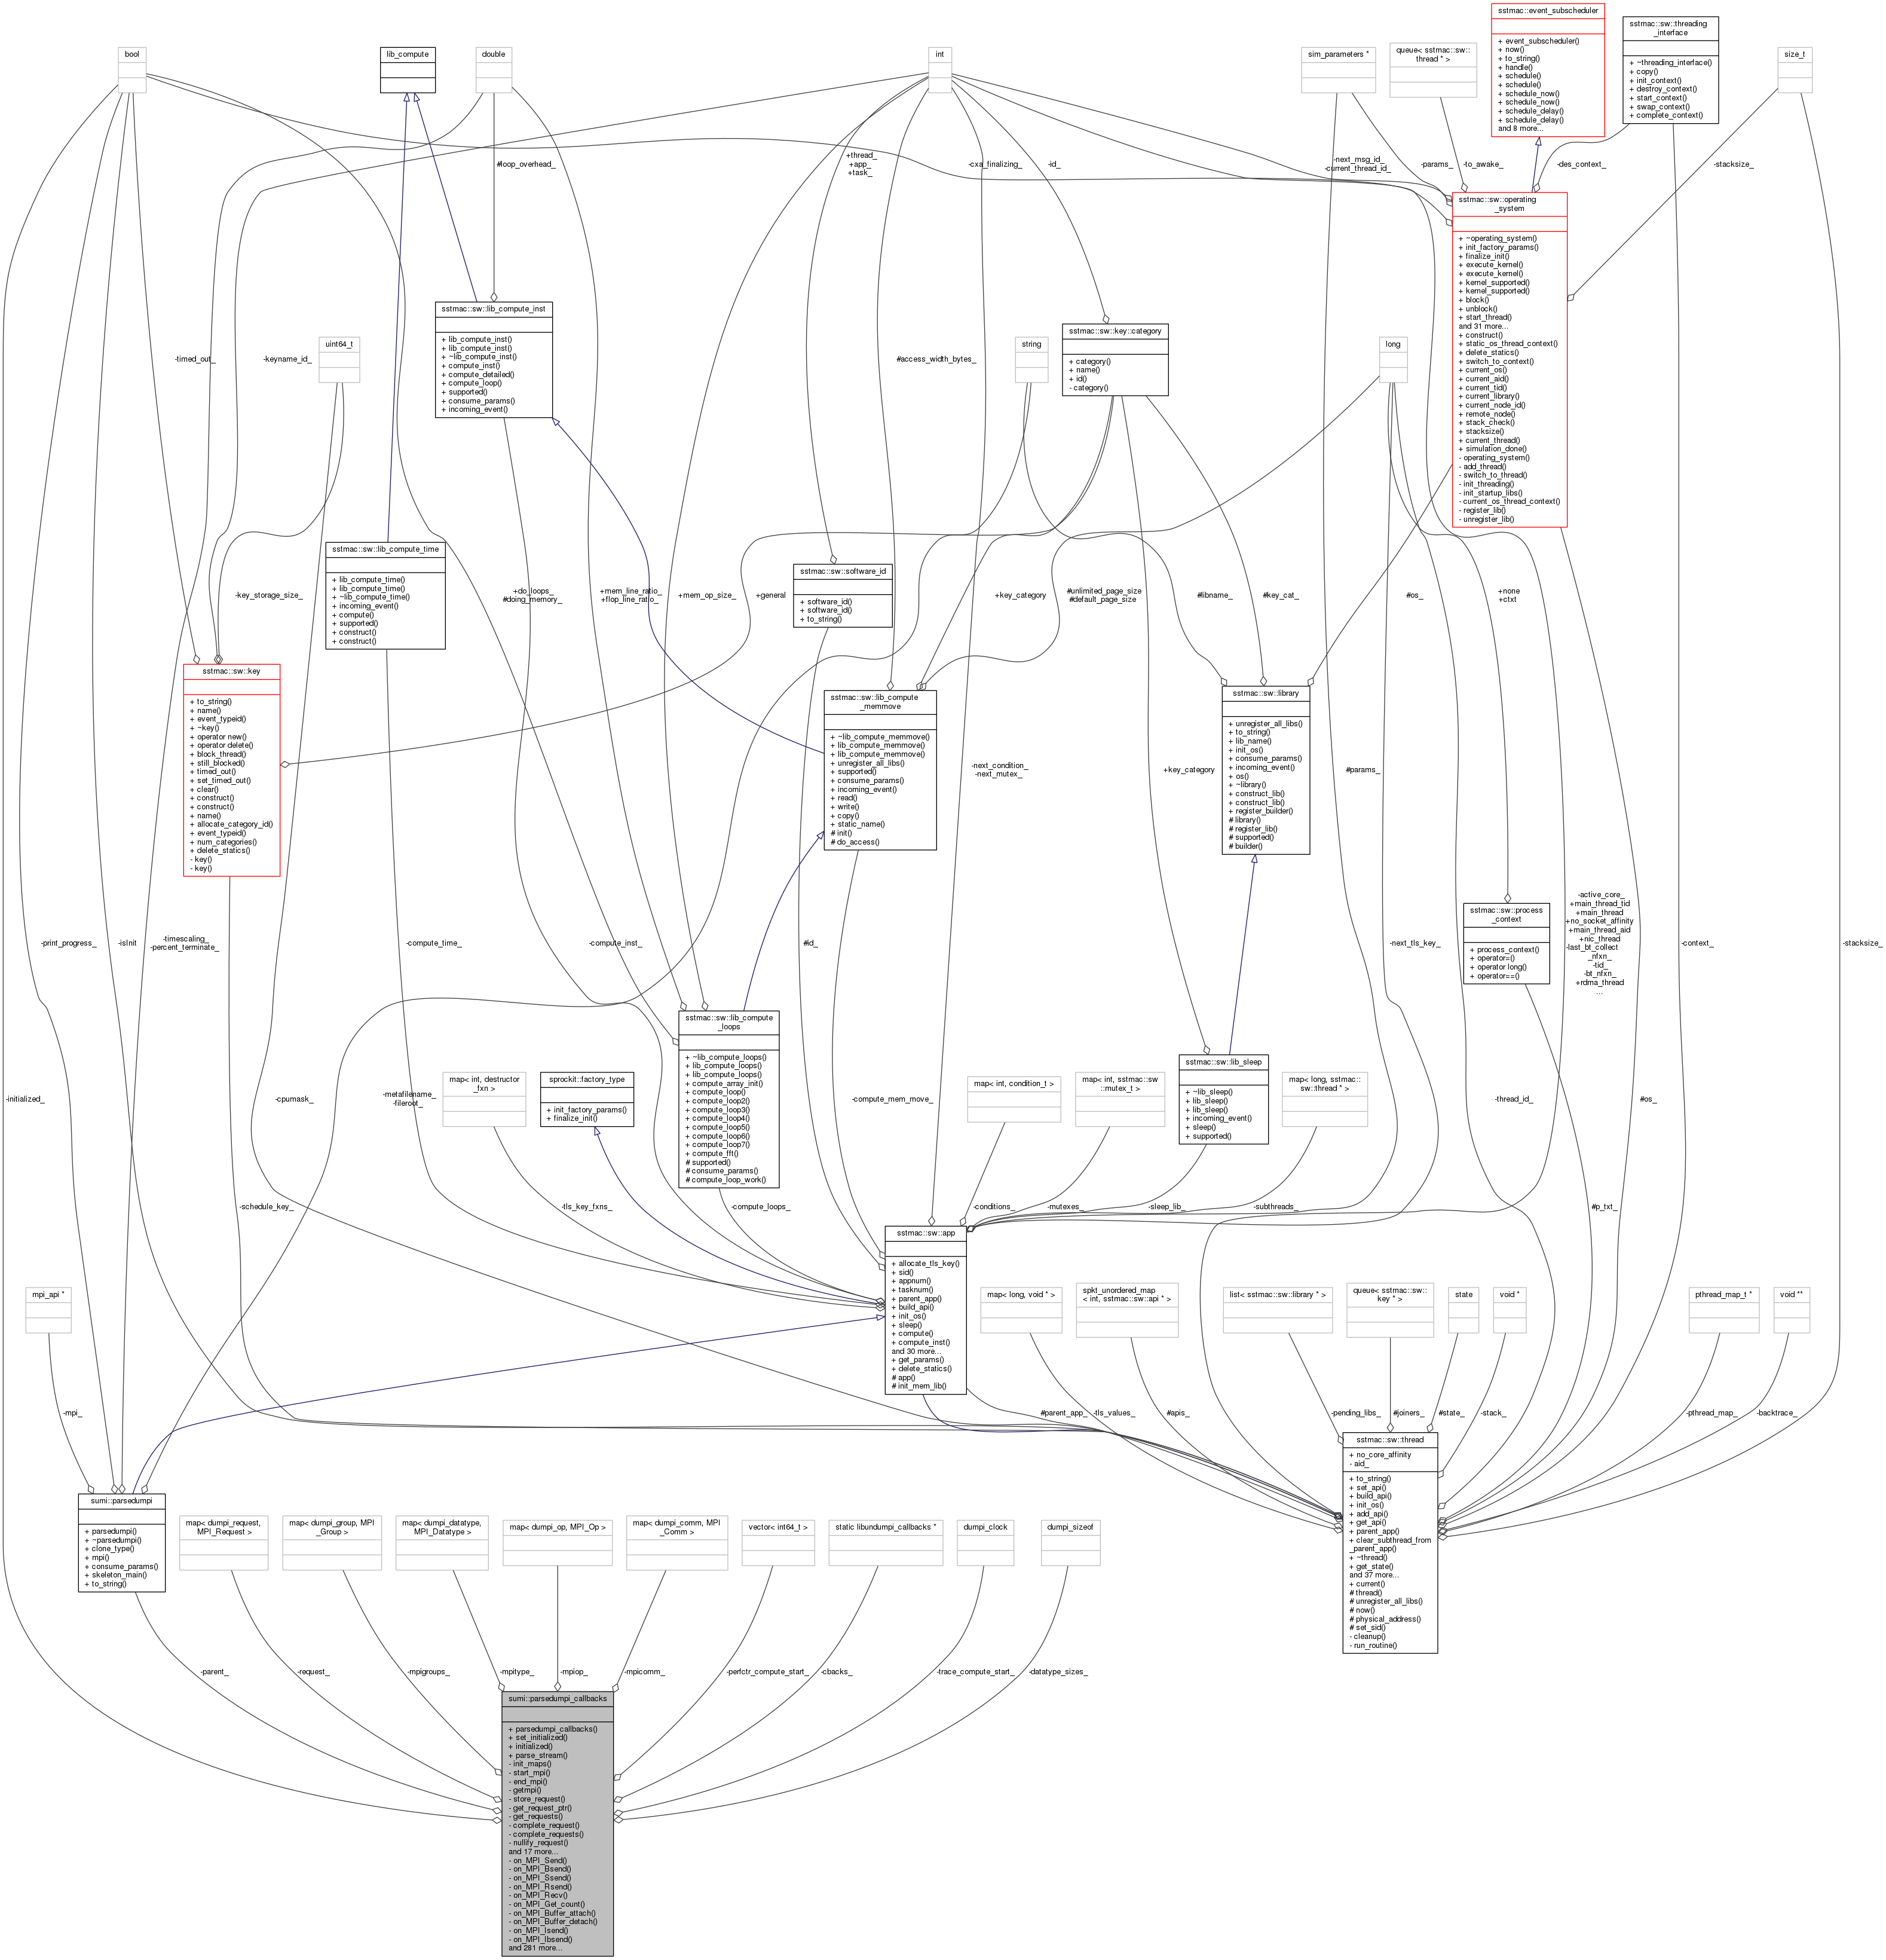 sstmac::event_subscheduler
+ event_subscheduler()
+ now()
+ to_string()
+ handle()
+ schedule()
+ schedule()
+ schedule_now()
+ schedule_now()
+ schedule_delay()
+ schedule_delay()
and 8 more...
sstmac::sw::threading
_interface
+ ~threading_interface()
+ copy()
+ init_context()
+ destroy_context()
+ start_context()
+ swap_context()
+ complete_context()
bool
lib_compute
double
int
sim_parameters *
queue< sstmac::sw::
thread * >
size_t
#loop_overhead_
+thread_
+app_
+task_
-cxa_finalizing_
-id_
-next_msg_id_
-current_thread_id_
-params_
-to_awake_
-des_context_
-stacksize_
sstmac::sw::operating
_system
+ ~operating_system()
+ init_factory_params()
+ finalize_init()
+ execute_kernel()
+ execute_kernel()
+ kernel_supported()
+ kernel_supported()
+ block()
+ unblock()
+ start_thread()
and 31 more...
+ construct()
+ static_os_thread_context()
+ delete_statics()
+ switch_to_context()
+ current_os()
+ current_aid()
+ current_tid()
+ current_library()
+ current_node_id()
+ remote_node()
+ stack_check()
+ stacksize()
+ current_thread()
+ simulation_done()
- operating_system()
- add_thread()
- switch_to_thread()
- init_threading()
- init_startup_libs()
- current_os_thread_context()
- register_lib()
- unregister_lib()
sstmac::sw::lib_compute_inst
+ lib_compute_inst()
+ lib_compute_inst()
+ ~lib_compute_inst()
+ compute_inst()
+ compute_detailed()
+ compute_loop()
+ supported()
+ consume_params()
+ incoming_event()
sstmac::sw::key::category
+ category()
+ name()
+ id()
- category()
uint64_t
string
long
-timed_out_
-keyname_id_
#access_width_bytes_
sstmac::sw::lib_compute_time
+ lib_compute_time()
+ lib_compute_time()
+ ~lib_compute_time()
+ incoming_event()
+ compute()
+ supported()
+ construct()
+ construct()
sstmac::sw::software_id
+ software_id()
+ software_id()
+ to_string()
-key_storage_size_
+do_loops_
#doing_memory_
+mem_line_ratio_
+flop_line_ratio_
+mem_op_size_
+general
+key_category
#unlimited_page_size
#default_page_size
#libname_
#key_cat_
#os_
+none
+ctxt
sstmac::sw::key
+ to_string()
+ name()
+ event_typeid()
+ ~key()
+ operator new()
+ operator delete()
+ block_thread()
+ still_blocked()
+ timed_out()
+ set_timed_out()
+ clear()
+ construct()
+ construct()
+ name()
+ allocate_category_id()
+ event_typeid()
+ num_categories()
+ delete_statics()
- key()
- key()
sstmac::sw::lib_compute
_memmove
+ ~lib_compute_memmove()
+ lib_compute_memmove()
+ lib_compute_memmove()
+ unregister_all_libs()
+ supported()
+ consume_params()
+ incoming_event()
+ read()
+ write()
+ copy()
+ static_name()
# init()
# do_access()
sstmac::sw::library
+ unregister_all_libs()
+ to_string()
+ lib_name()
+ init_os()
+ consume_params()
+ incoming_event()
+ os()
+ ~library()
+ construct_lib()
+ construct_lib()
+ register_builder()
# library()
# register_lib()
# supported()
# builder()
-next_condition_
-next_mutex_
+key_category
#params_
sstmac::sw::process
_context
+ process_context()
+ operator=()
+ operator long()
+ operator==()
-active_core_
+main_thread_tid
+main_thread
+no_socket_affinity
+main_thread_aid
+nic_thread
-last_bt_collect
_nfxn_
-tid_
-bt_nfxn_
+rdma_thread
...
-print_progress_
-isInit
-timescaling_
-percent_terminate_
-compute_time_
-compute_inst_
#id_
-next_tls_key_
-context_
-stacksize_
sstmac::sw::lib_compute
_loops
+ ~lib_compute_loops()
+ lib_compute_loops()
+ lib_compute_loops()
+ compute_array_init()
+ compute_loop()
+ compute_loop2()
+ compute_loop3()
+ compute_loop4()
+ compute_loop5()
+ compute_loop6()
+ compute_loop7()
+ compute_fft()
# supported()
# consume_params()
# compute_loop_work()
sstmac::sw::lib_sleep
+ ~lib_sleep()
+ lib_sleep()
+ lib_sleep()
+ incoming_event()
+ sleep()
+ supported()
map< int, destructor
_fxn >
sprockit::factory_type
+ init_factory_params()
+ finalize_init()
map< int, condition_t >
map< int, sstmac::sw
::mutex_t >
map< long, sstmac::
sw::thread * >
-initialized_
-cpumask_
-metafilename_
-fileroot_
-compute_mem_move_
-thread_id_
#os_
-schedule_key_
-tls_key_fxns_
-compute_loops_
-conditions_
-mutexes_
-sleep_lib_
-subthreads_
#p_txt_
sstmac::sw::app
+ allocate_tls_key()
+ sid()
+ appnum()
+ tasknum()
+ parent_app()
+ build_api()
+ init_os()
+ sleep()
+ compute()
+ compute_inst()
and 30 more...
+ get_params()
+ delete_statics()
# app()
# init_mem_lib()
mpi_api *
map< long, void * >
spkt_unordered_map
< int, sstmac::sw::api * >
list< sstmac::sw::library * >
queue< sstmac::sw::
key * >
state
void *
pthread_map_t *
void **
-mpi_
#parent_app_
-tls_values_
#apis_
-pending_libs_
#joiners_
#state_
-stack_
-pthread_map_
-backtrace_
sstmac::sw::thread
+ no_core_affinity
- aid_
+ to_string()
+ set_api()
+ build_api()
+ init_os()
+ add_api()
+ get_api()
+ parent_app()
+ clear_subthread_from
_parent_app()
+ ~thread()
+ get_state()
and 37 more...
+ current()
# thread()
# unregister_all_libs()
# now()
# physical_address()
# set_sid()
- cleanup()
- run_routine()
sumi::parsedumpi
+ parsedumpi()
+ ~parsedumpi()
+ clone_type()
+ mpi()
+ consume_params()
+ skeleton_main()
+ to_string()
map< dumpi_request,
MPI_Request >
map< dumpi_group, MPI
_Group >
map< dumpi_datatype,
MPI_Datatype >
map< dumpi_op, MPI_Op >
map< dumpi_comm, MPI
_Comm >
vector< int64_t >
static libundumpi_callbacks *
dumpi_clock
dumpi_sizeof
-parent_
-request_
-mpigroups_
-mpitype_
-mpiop_
-mpicomm_
-perfctr_compute_start_
-cbacks_
-trace_compute_start_
-datatype_sizes_
sumi::parsedumpi_callbacks
+ parsedumpi_callbacks()
+ set_initialized()
+ initialized()
+ parse_stream()
- init_maps()
- start_mpi()
- end_mpi()
- getmpi()
- store_request()
- get_request_ptr()
- get_requests()
- complete_request()
- complete_requests()
- nullify_request()
and 17 more...
- on_MPI_Send()
- on_MPI_Bsend()
- on_MPI_Ssend()
- on_MPI_Rsend()
- on_MPI_Recv()
- on_MPI_Get_count()
- on_MPI_Buffer_attach()
- on_MPI_Buffer_detach()
- on_MPI_Isend()
- on_MPI_Ibsend()
and 281 more...